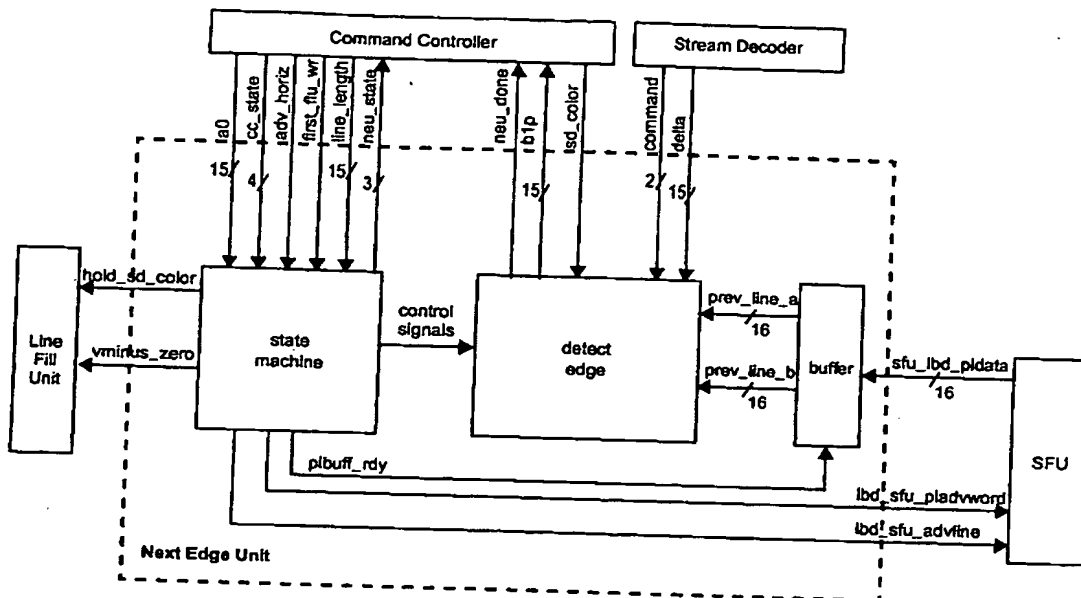 Command Controller
Stream Decoder
a0
cc_state
adv_horiz
first_flu_wr
line_length
neu_state
neu_done
b1p
sd_color
command
delta
15
4
15
3
15
2
15
hold_sd_color
vminus_zero
Line
Fill
Unit
state
machine
control
signals
detect
edge
prev_line_a
16
prev_line_b
16
buffer
sfu_lbd_pldata
16
SFU
plbuff_rdy
lbd_sfu_pladvword
lbd_sfu_advline
Next Edge Unit